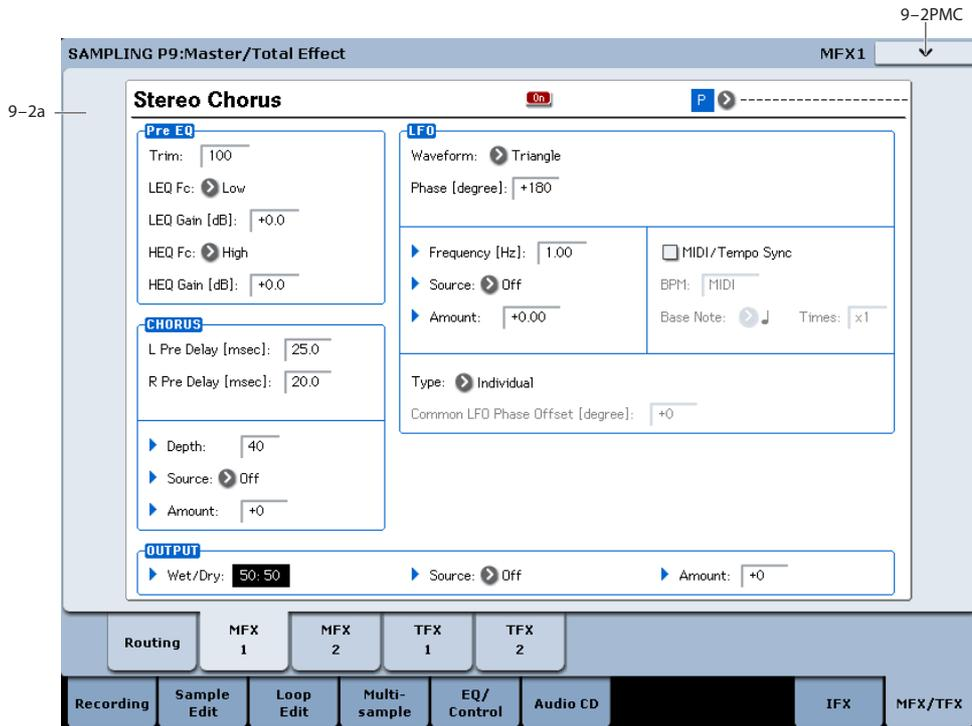 9–2PMC
SAMPLING P9:Master/Total Effect MFX1
9–2a
Stereo Chorus On P ----------------------
Pre EQ
Trim: 100
LEQ Fc: Low
LEQ Gain [dB]: +0.0
HEQ Fc: High
HEQ Gain [dB]: +0.0
LFO
Waveform: Triangle
Phase [degree]: +180
Frequency [Hz]: 1.00
Source: Off
Amount: +0.00
MIDI/Tempo Sync
BPM: MIDI
Base Note: ♩ Times: x1
Type: Individual
Common LFO Phase Offset [degree]: +0
CHORUS
L Pre Delay [msec]: 25.0
R Pre Delay [msec]: 20.0
Depth: 40
Source: Off
Amount: +0
OUTPUT
Wet/Dry: 50:50 Source: Off Amount: +0
Routing
MFX
1
MFX
2
TFX
1
TFX
2
Recording
Sample
Edit
Loop
Edit
Multi-
sample
EQ/
Control
Audio CD
IFX
MFX/TFX